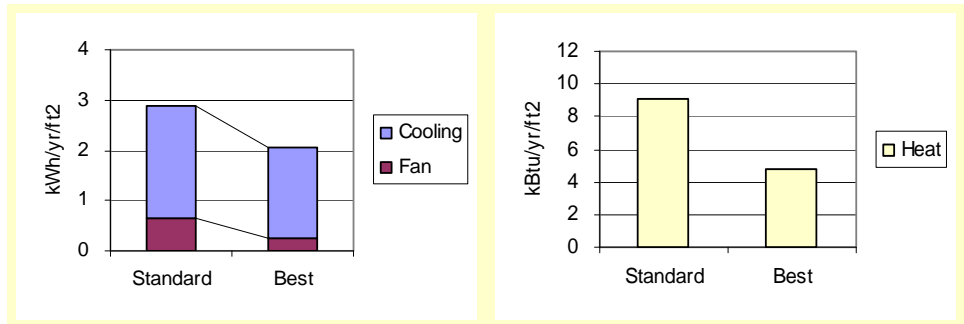 4
3
2
1
0
kWh/yr/ft2
Standard Best
Cooling
Fan
12
10
8
6
4
2
0
kBtu/yr/ft2
Standard Best
Heat